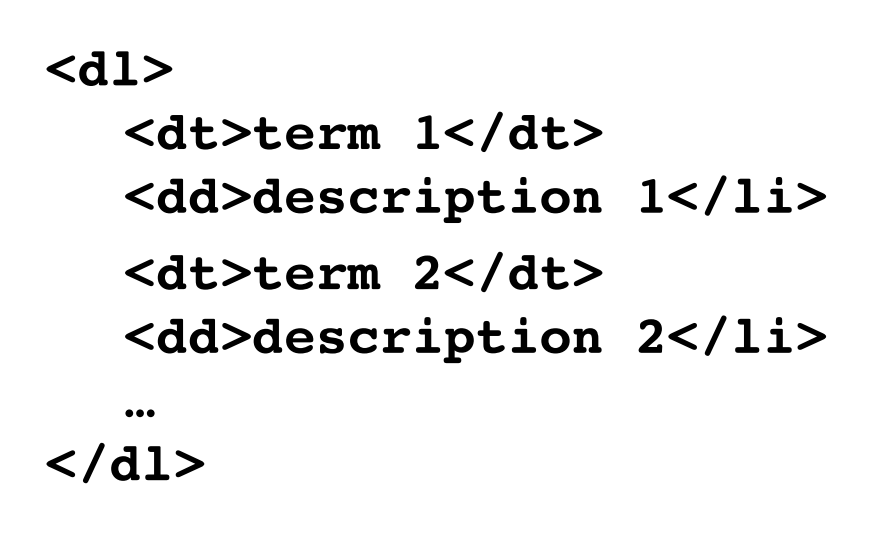 <dl>
<dt>term 1</dt>
<dd>description 1</li>
<dt>term 2</dt>
<dd>description 2</li>
…
</dl>